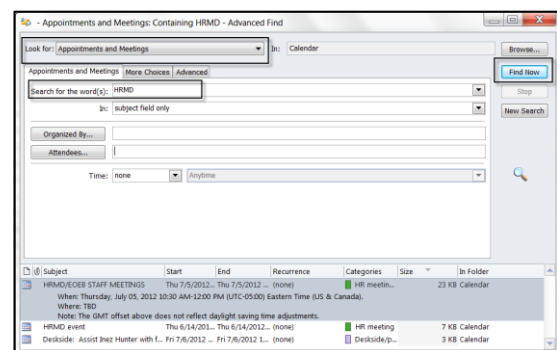 - Appointments and Meetings: Containing HRMD - Advanced Find
Look for: Appointments and Meetings In: Calendar Browse...
Appointments and Meetings More Choices Advanced Find Now
Search for the word(s): HRMD Stop
In: subject field only New Search
Organized By...
Attendees...
Time: none Anytime
Subject Start End Recurrence Categories Size In Folder
HRMD/EOEB STAFF MEETINGS Thu 7/5/2012... Thu 7/5/2012 ... (none) HR meetin... 23 KB Calendar
When: Thursday, July 05, 2012 10:30 AM-12:00 PM (UTC-05:00) Eastern Time (US & Canada).
Where: TBD
Note: The GMT offset above does not reflect daylight saving time adjustments.
HRMD event Thu 6/14/201... Thu 6/14/2012... (none) HR meeting 7 KB Calendar
Deskside: Assist Inez Hunter with f... Fri 7/6/2012 ... Fri 7/6/2012 1... (none) Deskside/p... 3 KB Calendar